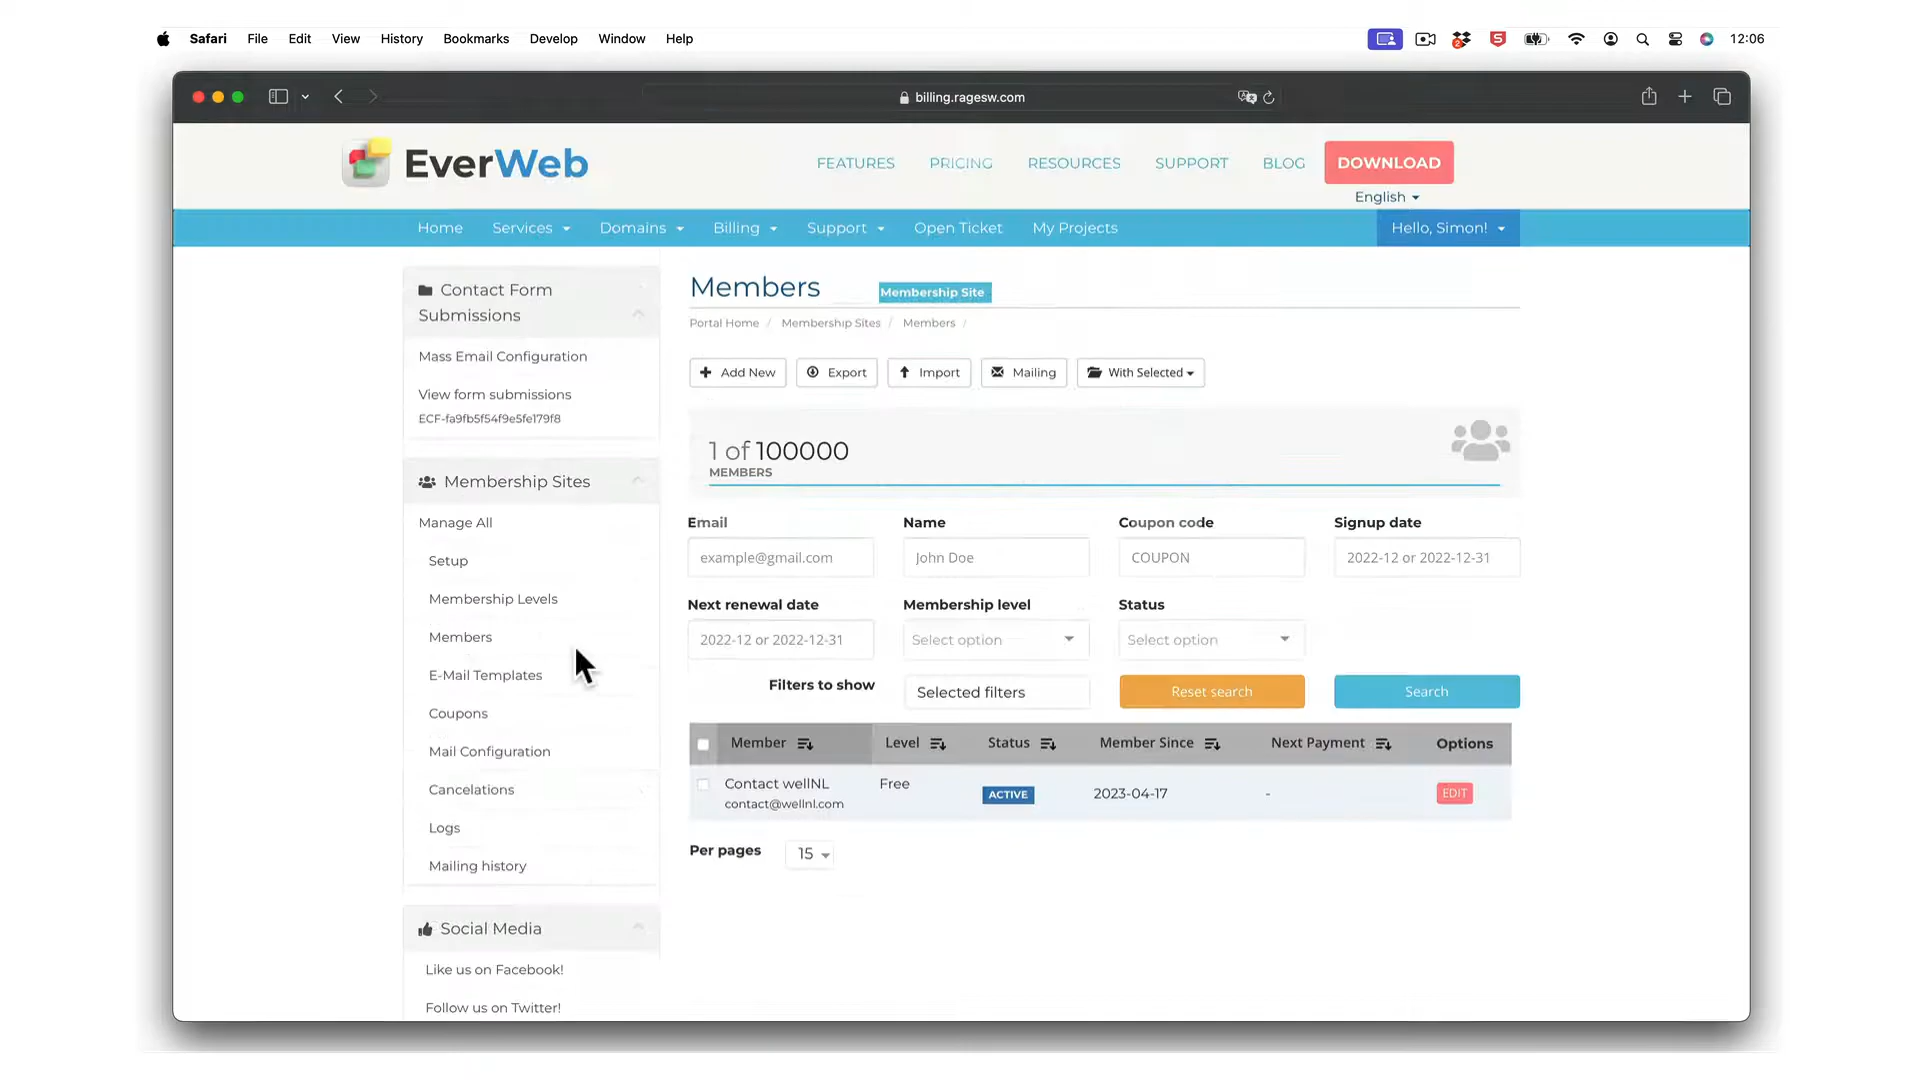 Safari File Edit View History Bookmarks Develop Window Help 12:06
billing.ragesw.com
EverWeb
FEATURES PRICING RESOURCES SUPPORT BLOG DOWNLOAD
English
Home Services Domains Billing Support Open Ticket My Projects Hello, Simon!
Contact Form
Submissions
Mass Email Configuration
View form submissions
ECF-fa9fb5f54f9e5fe179f8
Membership Sites
Manage All
Setup
Membership Levels
Members
E-Mail Templates
Coupons
Mail Configuration
Cancelations
Logs
Mailing history
Social Media
Like us on Facebook!
Follow us on Twitter!
Members Membership Site
Portal Home / Membership Sites / Members /
Add New Export Import Mailing With Selected
1 of 100000
MEMBERS
Email Name Coupon code Signup date
example@gmail.com John Doe COUPON 2022-12 or 2022-12-31
Next renewal date Membership level Status
2022-12 or 2022-12-31 Select option Select option
Filters to show Selected filters Reset search Search
Member Level Status Member Since Next Payment Options
Contact wellNL Free ACTIVE 2023-04-17 - EDIT
contact@wellnl.com
Per pages 15